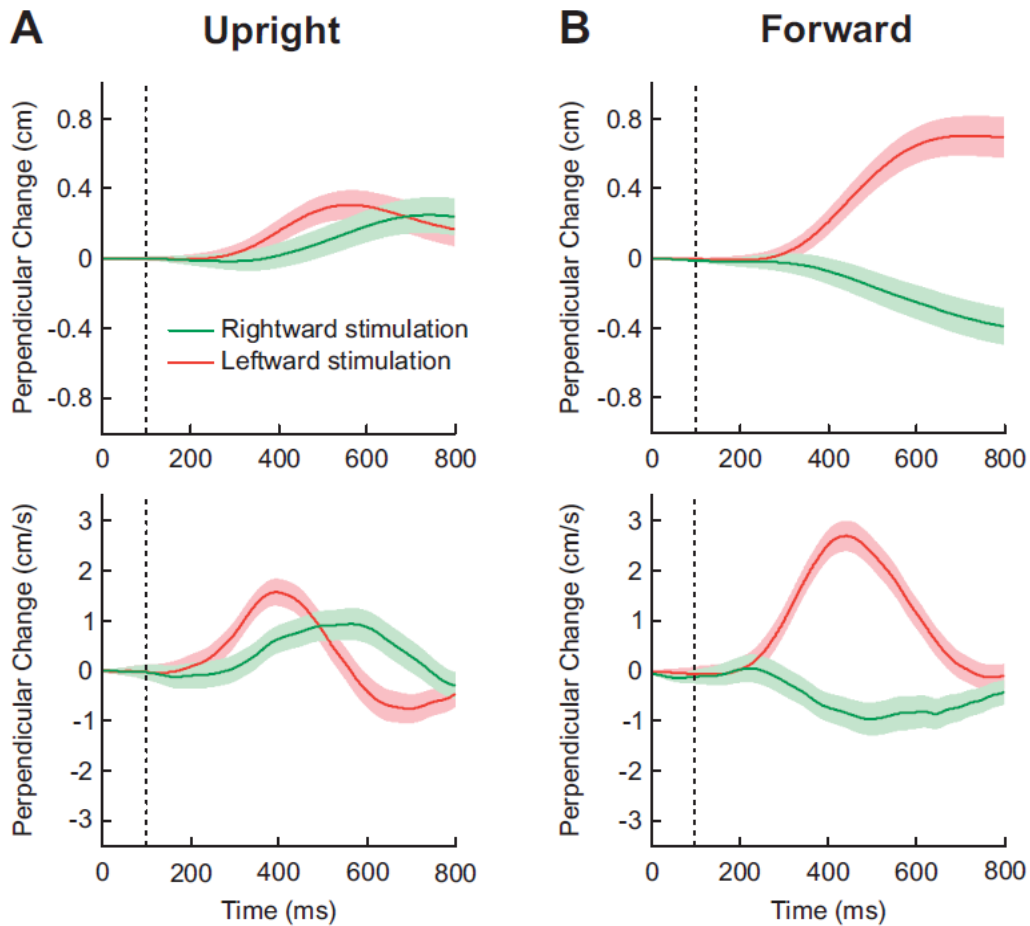 A Upright
B Forward
Perpendicular Change (cm)
0.8
0.4
0
-0.4
-0.8
Rightward stimulation
Leftward stimulation
0 200 400 600 800
Perpendicular Change (cm)
0.8
0.4
0
-0.4
-0.8
0 200 400 600 800
Perpendicular Change (cm/s)
3
2
1
0
-1
-2
-3
0 200 400 600 800
Time (ms)
Perpendicular Change (cm/s)
3
2
1
0
-1
-2
-3
0 200 400 600 800
Time (ms)